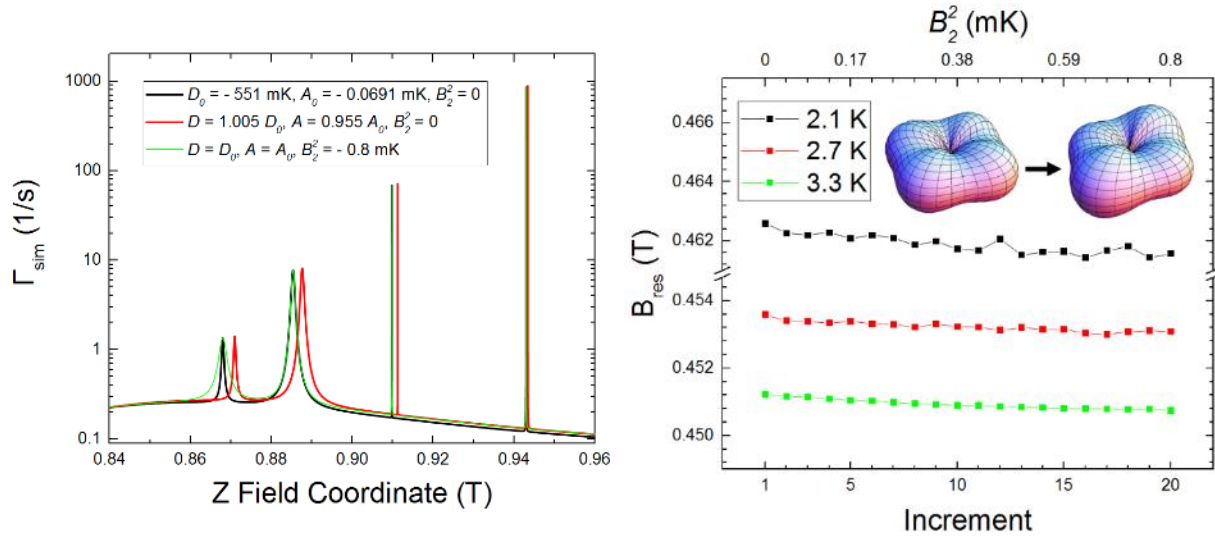 1000
100
10
1
0.1
Γsim (1/s)
D₀ = - 551 mK, A₀ = - 0.0691 mK, B₂² = 0
D = 1.005 D₀, A = 0.955 A₀, B₂² = 0
D = D₀, A = A₀, B₂² = - 0.8 mK
0.84 0.86 0.88 0.90 0.92 0.94 0.96
Z Field Coordinate (T)
B₂² (mK)
0 0.17 0.38 0.59 0.8
2.1 K
2.7 K
3.3 K
0.466
0.464
0.462
0.454
0.452
0.450
Bres (T)
1 5 10 15 20
Increment